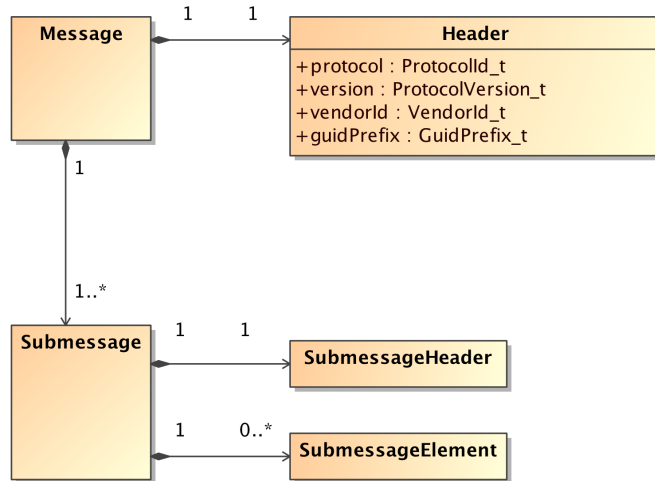 Message
1
1
Header
+protocol : ProtocolId_t
+version : ProtocolVersion_t
+vendorId : VendorId_t
+guidPrefix : GuidPrefix_t
1
1..*
Submessage
1
1
SubmessageHeader
1
0..*
SubmessageElement